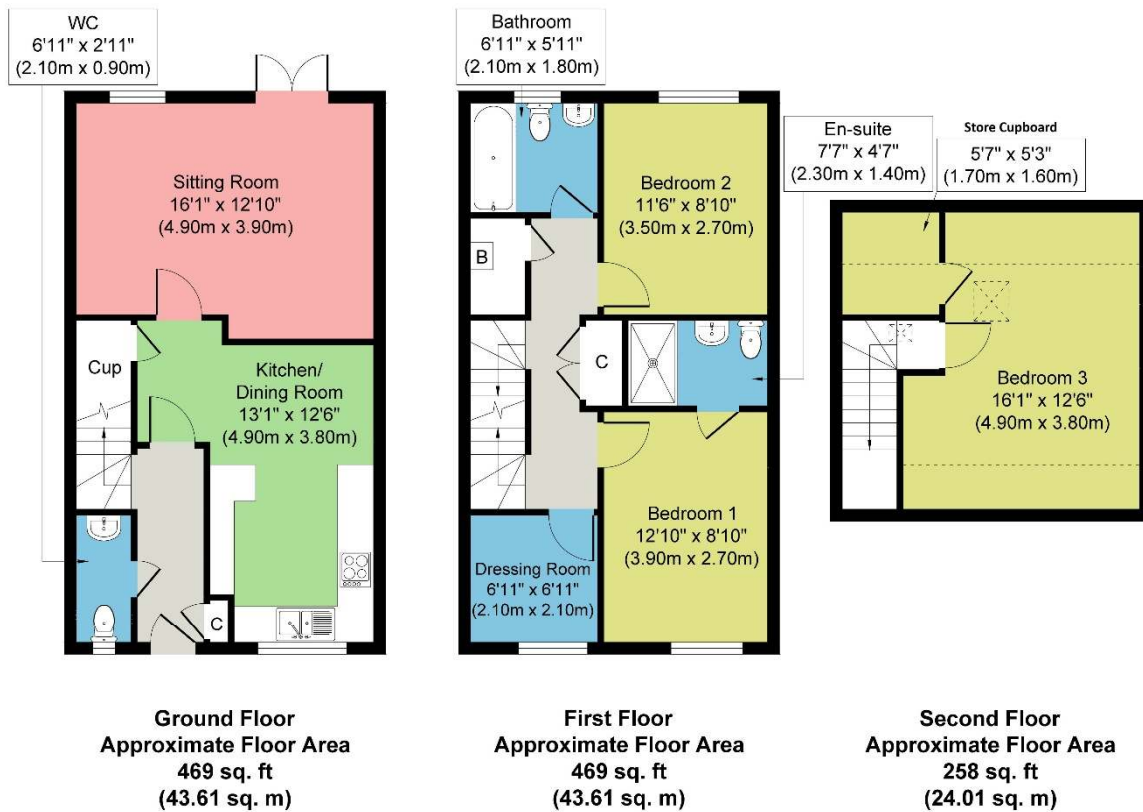 WC
6'11" x 2'11"
(2.10m x 0.90m)
Sitting Room
16'1" x 12'10"
(4.90m x 3.90m)
Cup
Kitchen/
Dining Room
13'1" x 12'6"
(4.90m x 3.80m)
C
Ground Floor
Approximate Floor Area
469 sq. ft
(43.61 sq. m)
Bathroom
6'11" x 5'11"
(2.10m x 1.80m)
Bedroom 2
11'6" x 8'10"
(3.50m x 2.70m)
B
C
En-suite
7'7" x 4'7"
(2.30m x 1.40m)
Bedroom 1
12'10" x 8'10"
(3.90m x 2.70m)
Dressing Room
6'11" x 6'11"
(2.10m x 2.10m)
First Floor
Approximate Floor Area
469 sq. ft
(43.61 sq. m)
Store Cupboard
5'7" x 5'3"
(1.70m x 1.60m)
Bedroom 3
16'1" x 12'6"
(4.90m x 3.80m)
Second Floor
Approximate Floor Area
258 sq. ft
(24.01 sq. m)